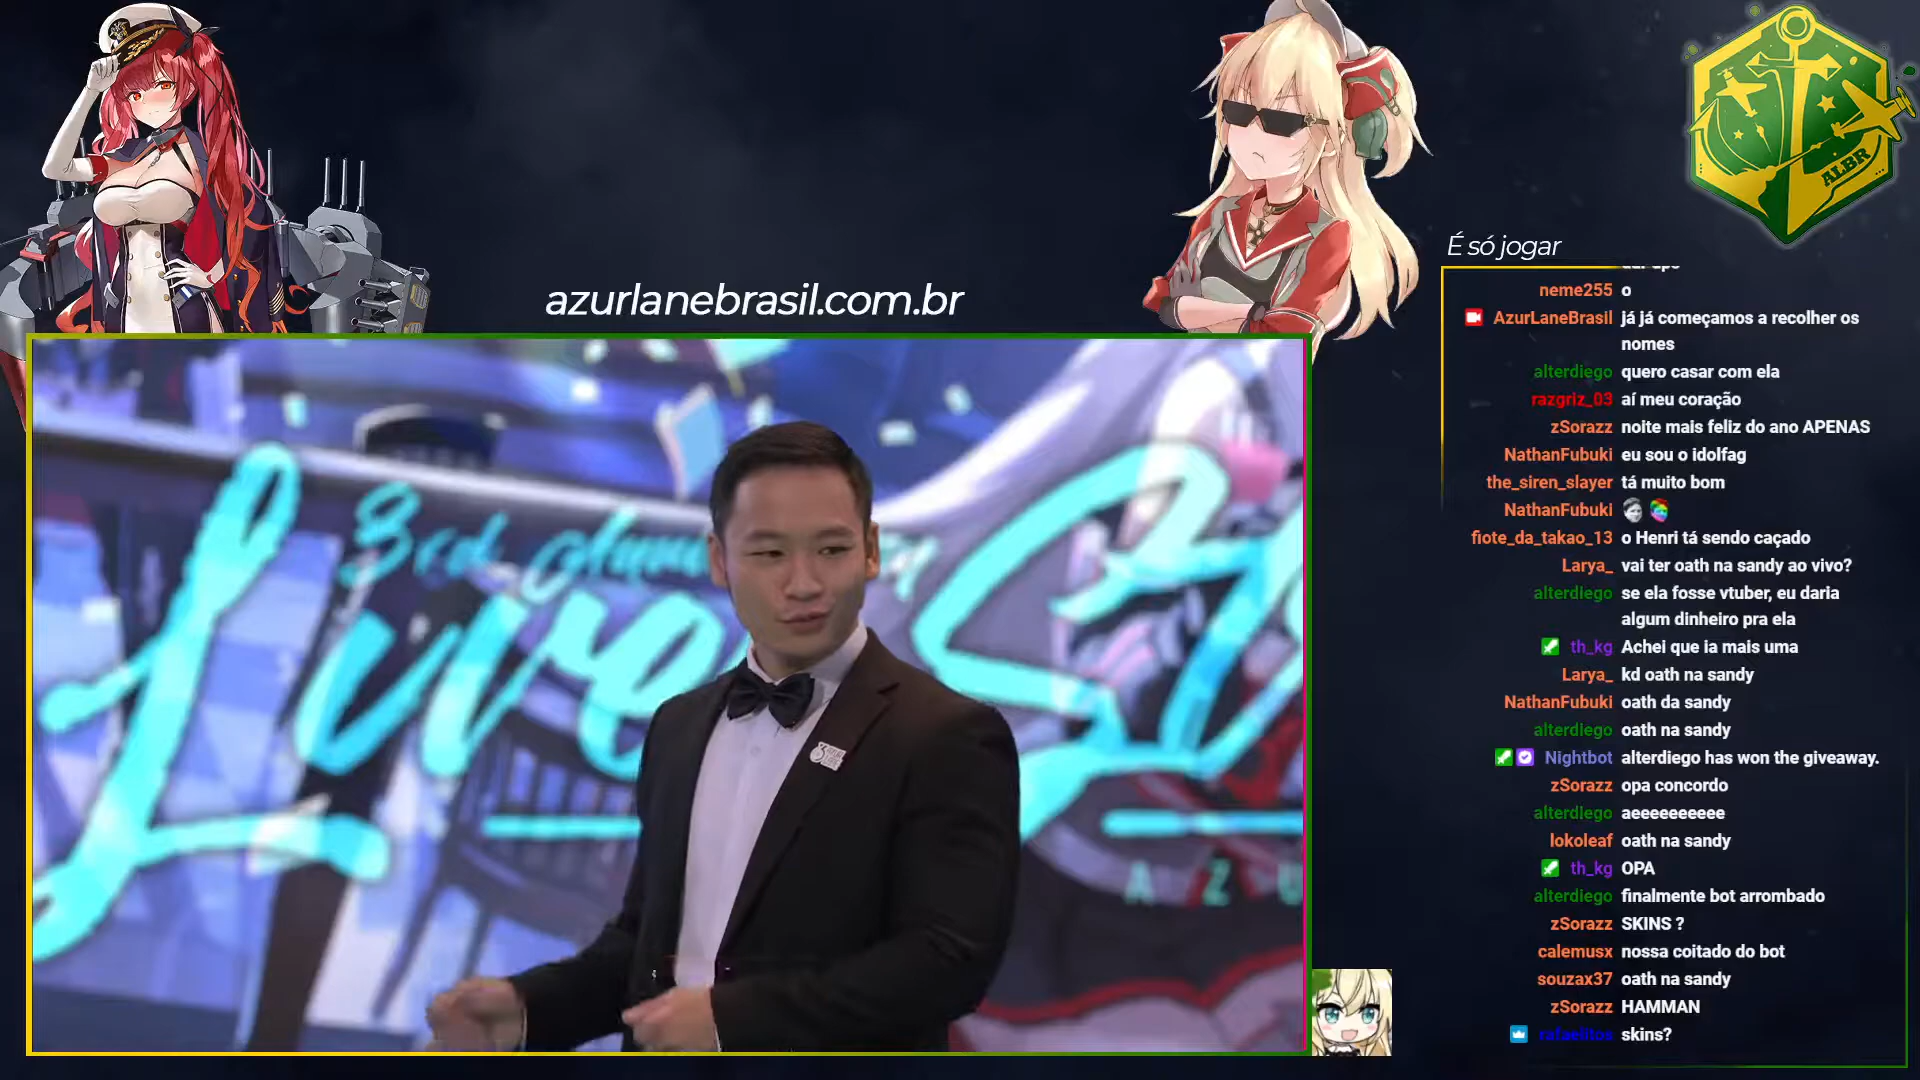 ALBR
É só jogar
azurlanebrasil.com.br
3rd Anniversary
Live St
A Z U
neme255 o
AzurLaneBrasil já já começamos a recolher os
nomes
alterdiego quero casar com ela
razgriz_03 aí meu coração
zSorazz noite mais feliz do ano APENAS
NathanFubuki eu sou o idolfag
the_siren_slayer tá muito bom
NathanFubuki
fiote_da_takao_13 o Henri tá sendo caçado
Larya_ vai ter oath na sandy ao vivo?
alterdiego se ela fosse vtuber, eu daria
algum dinheiro pra ela
th_kg Achei que ia mais uma
Larya_ kd oath na sandy
NathanFubuki oath da sandy
alterdiego oath na sandy
Nightbot alterdiego has won the giveaway.
zSorazz opa concordo
alterdiego aeeeeeeeeee
lokoleaf oath na sandy
th_kg OPA
alterdiego finalmente bot arrombado
zSorazz SKINS ?
calemusx nossa coitado do bot
souzax37 oath na sandy
zSorazz HAMMAN
rafaelitos skins?